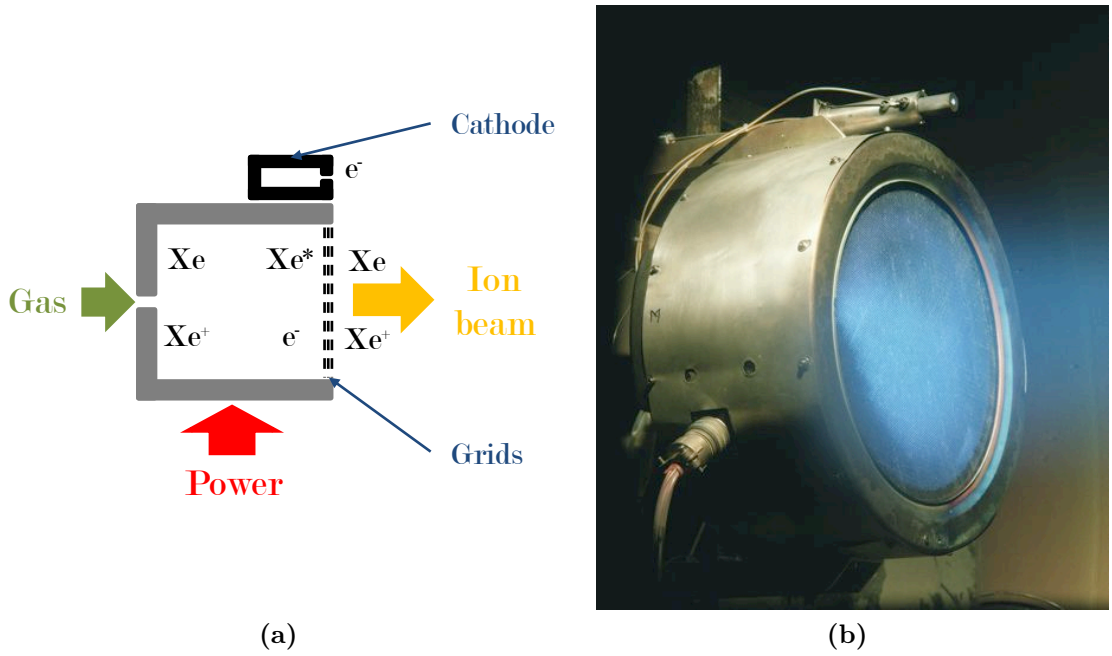 Cathode
e⁻
Xe
Xe*
Xe
Gas
Ion
beam
Xe⁺
e⁻
Xe⁺
Grids
Power
(a)
(b)